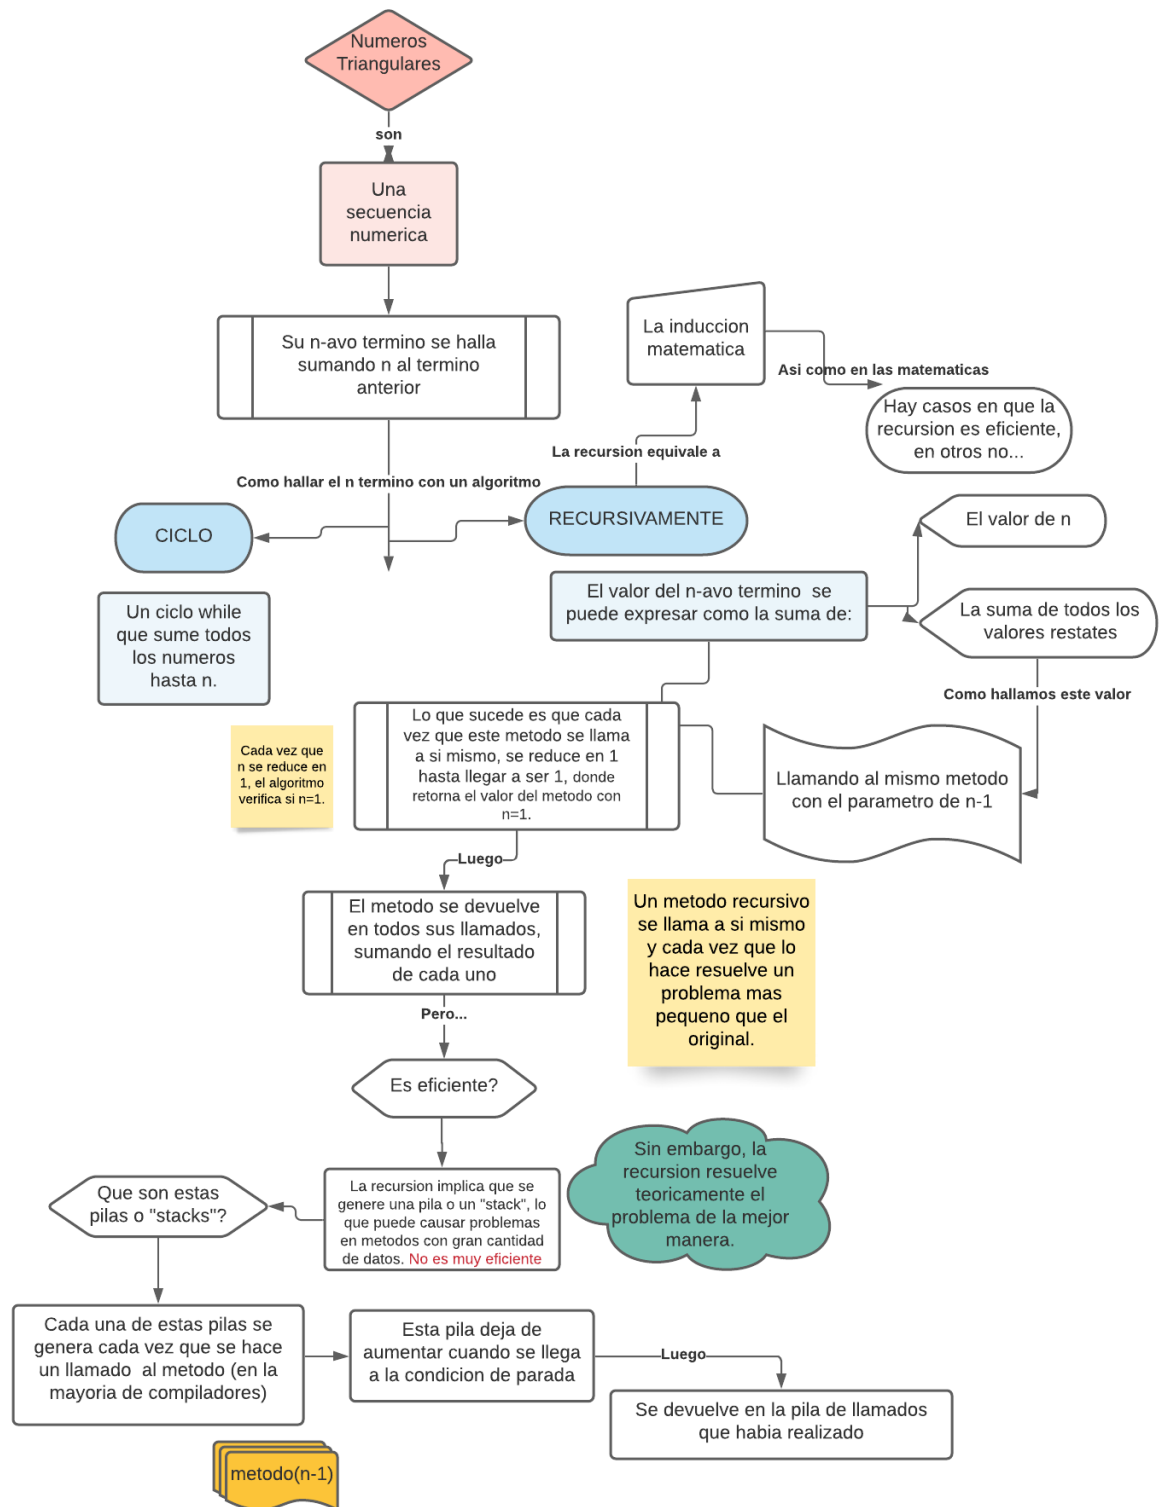 Numeros
Triangulares
son
Una
secuencia
numerica
Su n-avo termino se halla
sumando n al termino
anterior
La induccion
matematica
Asi como en las matematicas
Hay casos en que la
recursion es eficiente,
en otros no...
La recursion equivale a
Como hallar el n termino con un algoritmo
CICLO
RECURSIVAMENTE
El valor de n
Un ciclo while
que sume todos
los numeros
hasta n.
El valor del n-avo termino se
puede expresar como la suma de:
La suma de todos los
valores restates
Como hallamos este valor
Cada vez que
n se reduce en
1, el algoritmo
verifica si n=1.
Lo que sucede es que cada
vez que este metodo se llama
a si mismo, se reduce en 1
hasta llegar a ser 1, donde
retorna el valor del metodo con
n=1.
Llamando al mismo metodo
con el parametro de n-1
Luego
El metodo se devuelve
en todos sus llamados,
sumando el resultado
de cada uno
Un metodo recursivo
se llama a si mismo
y cada vez que lo
hace resuelve un
problema mas
pequeno que el
original.
Pero...
Es eficiente?
La recursion implica que se
genere una pila o un "stack", lo
que puede causar problemas
en metodos con gran cantidad
de datos. No es muy eficiente
Sin embargo, la
recursion resuelve
teoricamente el
problema de la mejor
manera.
Que son estas
pilas o "stacks"?
Cada una de estas pilas se
genera cada vez que se hace
un llamado al metodo (en la
mayoria de compiladores)
Esta pila deja de
aumentar cuando se llega
a la condicion de parada
Luego
Se devuelve en la pila de llamados
que habia realizado
metodo(n-1)